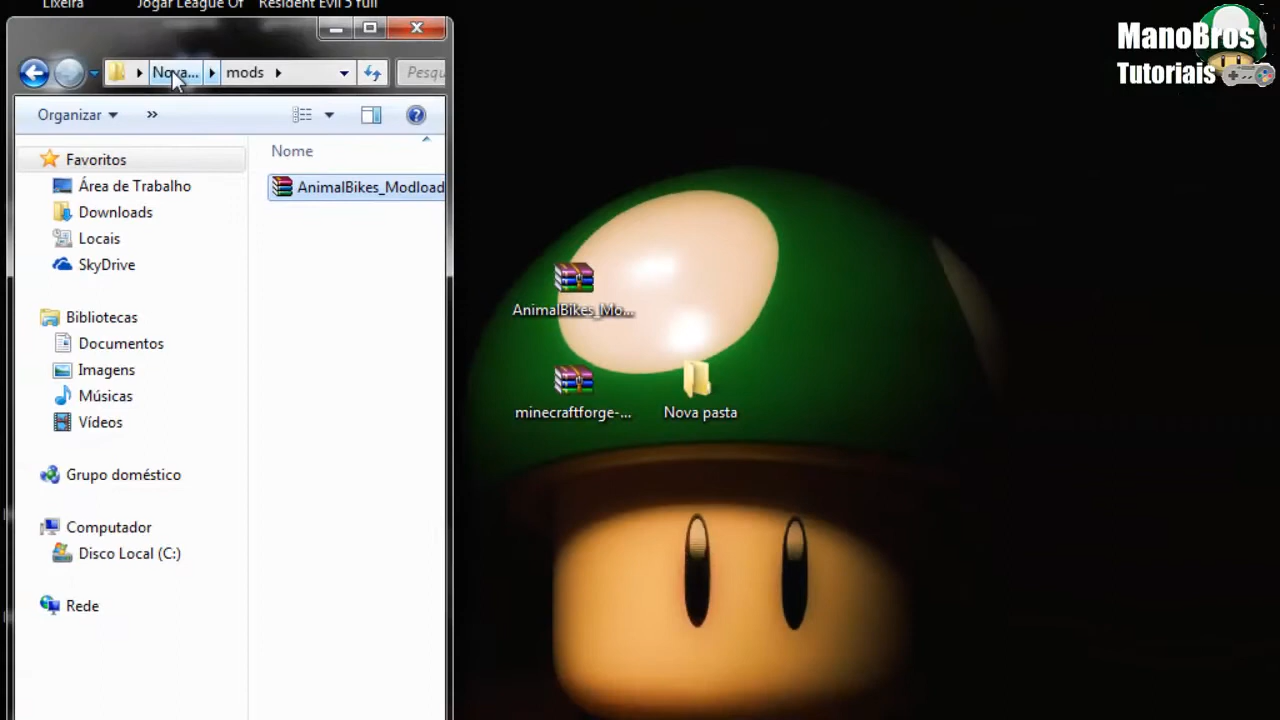 Lixeira
Jogar League Of
Resident Evil 5 full
ManoBros
Tutoriais
Nova...
mods
Pesqu
Organizar
»
Nome
Favoritos
Área de Trabalho
Downloads
Locais
SkyDrive
Bibliotecas
Documentos
Imagens
Músicas
Vídeos
Grupo doméstico
Computador
Disco Local (C:)
Rede
AnimalBikes_Modload
AnimalBikes_Mo...
minecraftforge-...
Nova pasta